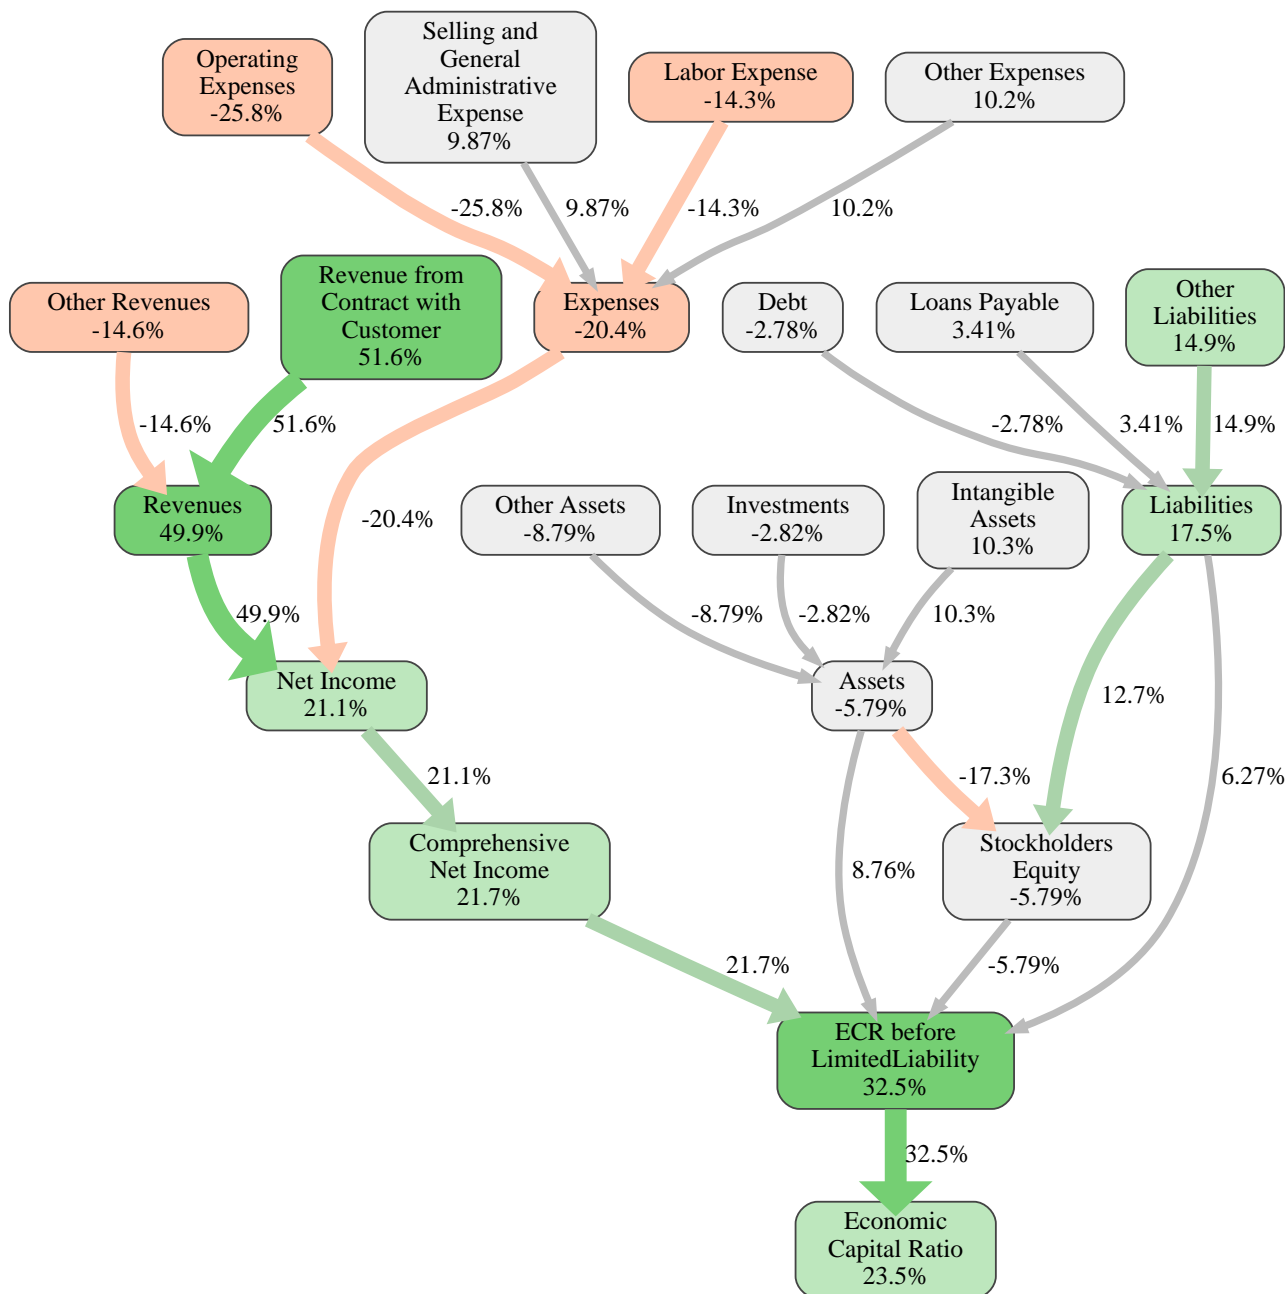 Operating
Expenses
-25.8%
Selling and
General
Administrative
Expense
9.87%
Labor Expense
-14.3%
Other Expenses
10.2%
-25.8%
9.87%
-14.3%
10.2%
Other Revenues
-14.6%
Revenue from
Contract with
Customer
51.6%
Expenses
-20.4%
Debt
-2.78%
Loans Payable
3.41%
Other
Liabilities
14.9%
-14.6%
51.6%
-2.78%
3.41%
14.9%
Revenues
49.9%
-20.4%
Other Assets
-8.79%
Investments
-2.82%
Intangible
Assets
10.3%
Liabilities
17.5%
49.9%
-8.79%
-2.82%
10.3%
Net Income
21.1%
Assets
-5.79%
12.7%
21.1%
-17.3%
6.27%
Comprehensive
Net Income
21.7%
8.76%
Stockholders
Equity
-5.79%
21.7%
-5.79%
ECR before
LimitedLiability
32.5%
32.5%
Economic
Capital Ratio
23.5%